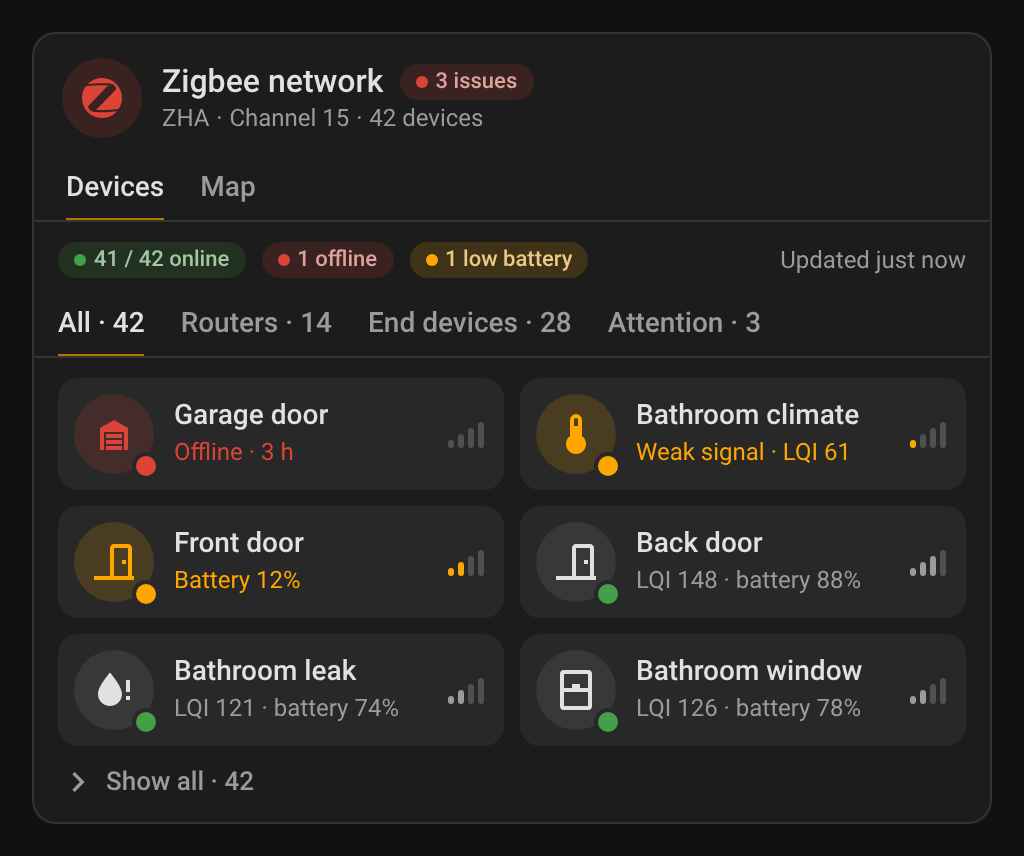 Zigbee network
3 issues
ZHA · Channel 15 · 42 devices
Devices
Map
41 / 42 online
1 offline
1 low battery
Updated just now
All · 42
Routers · 14
End devices · 28
Attention · 3
Garage door
Offline · 3 h
Bathroom climate
Weak signal · LQI 61
Front door
Battery 12%
Back door
LQI 148 · battery 88%
Bathroom leak
LQI 121 · battery 74%
Bathroom window
LQI 126 · battery 78%
Show all · 42